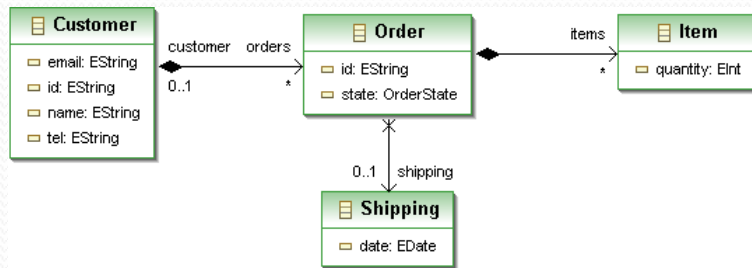 Customer
email: EString
id: EString
name: EString
tel: EString
customer orders
0..1 *
Order
id: EString
state: OrderState
items
*
Item
quantity: EInt
0..1 shipping
Shipping
date: EDate